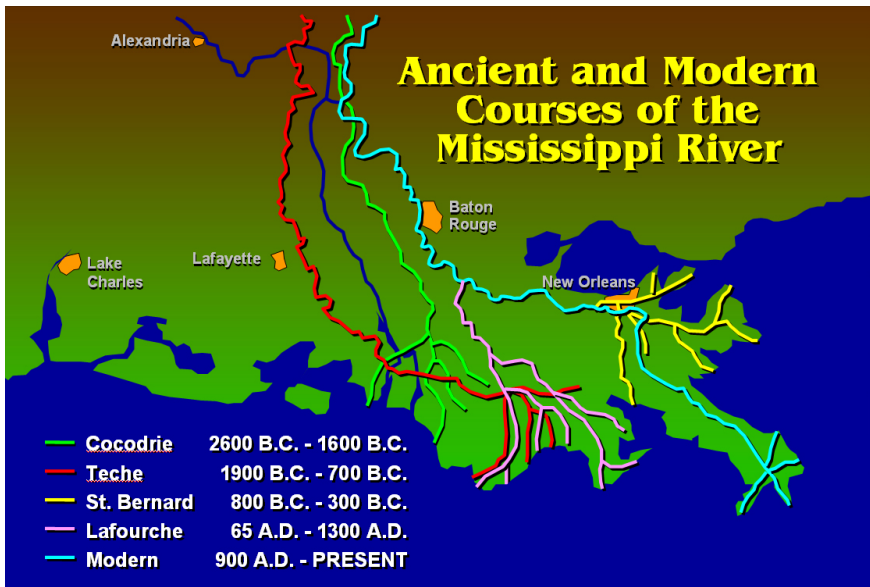 Alexandria
Ancient and Modern
Courses of the
Mississippi River
Baton
Rouge
Lafayette
Lake
Charles
New Orleans
Cocodrie 2600 B.C. - 1600 B.C.
Teche 1900 B.C. - 700 B.C.
St. Bernard 800 B.C. - 300 B.C.
Lafourche 65 A.D. - 1300 A.D.
Modern 900 A.D. - PRESENT